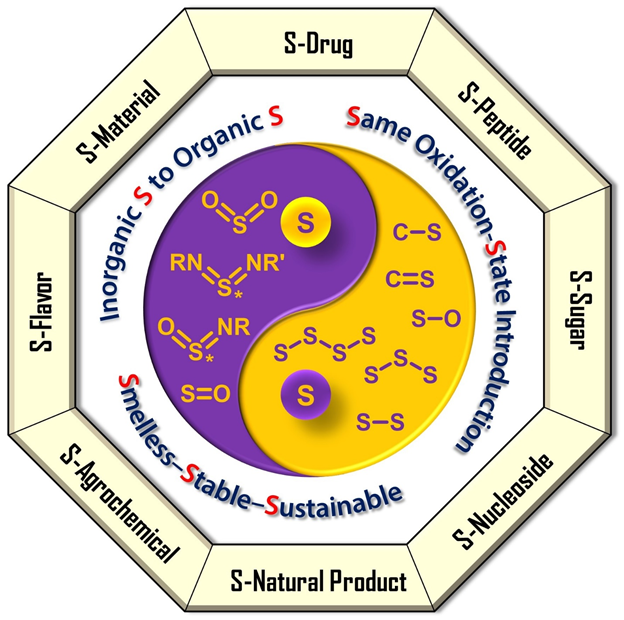 S-Drug
S-Peptide
S-Sugar
S-Nucleoside
S-Natural Product
S-Agrochemical
S-Flavor
S-Material
Inorganic S to Organic S
Same Oxidation-State Introduction
Smelless–Stable–Sustainable
O=S=O
S
RN=S*=NR'
O=S*=NR
S=O
C–S
C=S
S–O
S–S–S–S
S–S–S
S
S–S